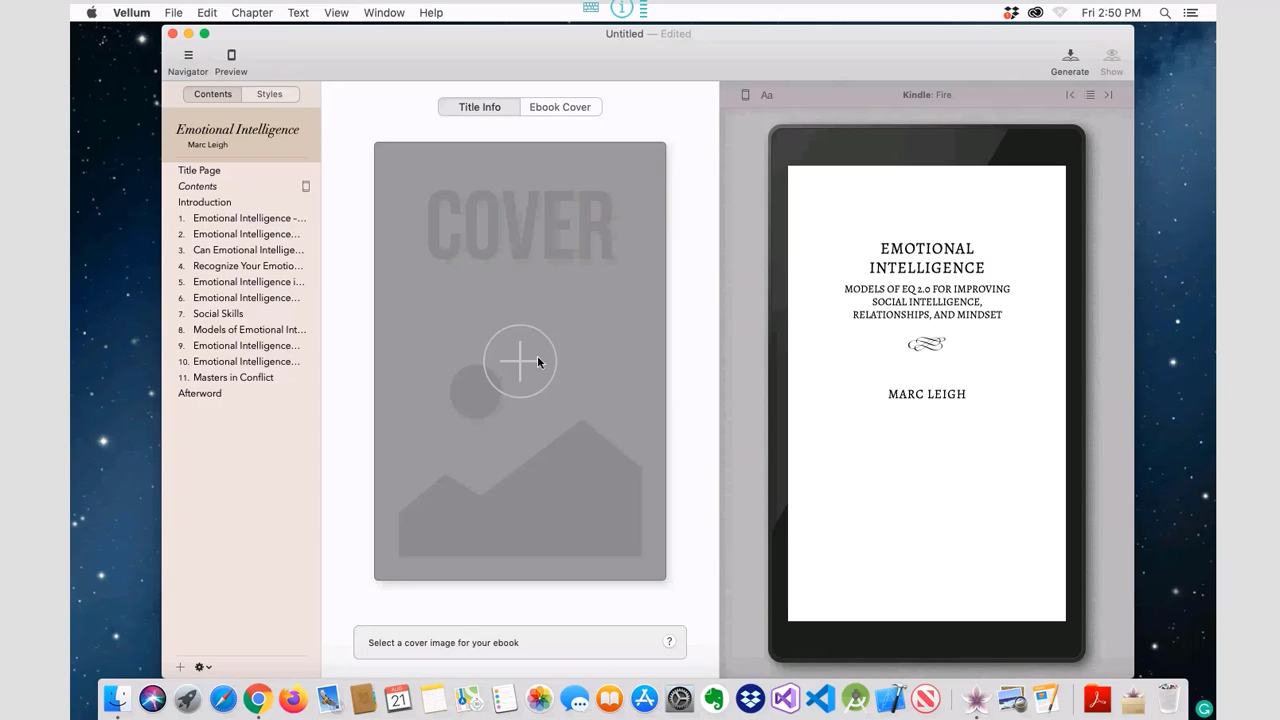 Vellum File Edit Chapter Text View Window Help
Fri 2:50 PM
Untitled — Edited
Navigator Preview
Generate Show
Contents Styles
Emotional Intelligence
Marc Leigh
Title Page
Contents
Introduction
1. Emotional Intelligence –...
2. Emotional Intelligence...
3. Can Emotional Intellige...
4. Recognize Your Emotio...
5. Emotional Intelligence i...
6. Emotional Intelligence...
7. Social Skills
8. Models of Emotional Int...
9. Emotional Intelligence...
10. Emotional Intelligence...
11. Masters in Conflict
Afterword
Title Info Ebook Cover
COVER
Select a cover image for your ebook ?
Aa Kindle: Fire
EMOTIONAL
INTELLIGENCE
MODELS OF EQ 2.0 FOR IMPROVING
SOCIAL INTELLIGENCE,
RELATIONSHIPS, AND MINDSET
MARC LEIGH
21